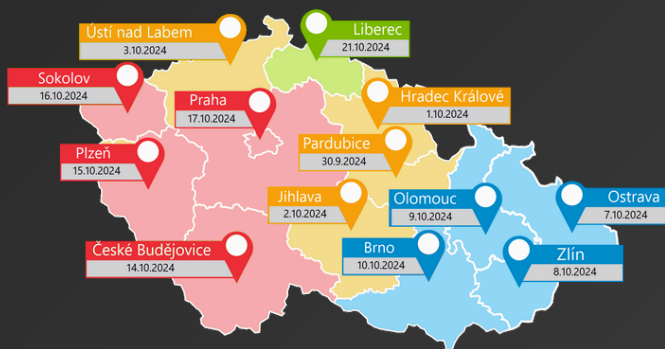 Ústí nad Labem
3.10.2024
Liberec
21.10.2024
Sokolov
16.10.2024
Praha
17.10.2024
Hradec Králové
1.10.2024
Plzeň
15.10.2024
Pardubice
30.9.2024
Jihlava
2.10.2024
Olomouc
9.10.2024
Ostrava
7.10.2024
České Budějovice
14.10.2024
Brno
10.10.2024
Zlín
8.10.2024